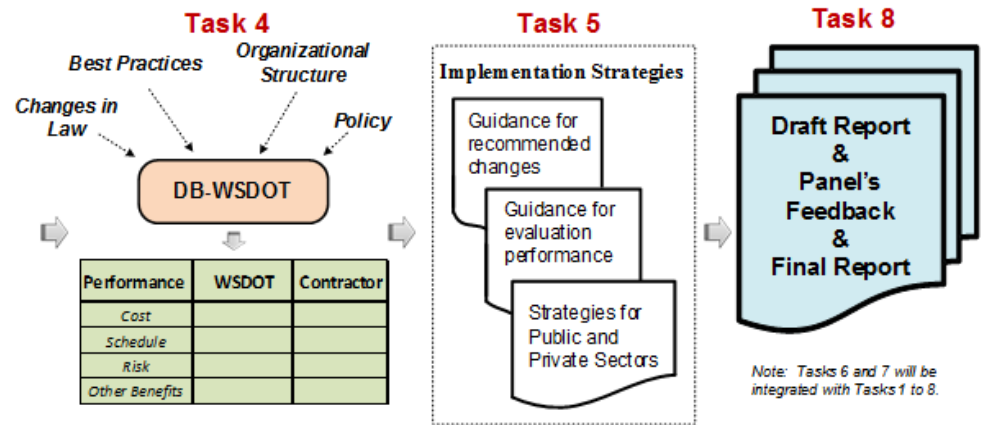 Task 4
Best Practices
Organizational
Structure
Changes in
Law
Policy
DB-WSDOT
Performance WSDOT Contractor
Cost
Schedule
Risk
Other Benefits
Task 5
Implementation Strategies
Guidance for
recommended
changes
Guidance for
evaluation
performance
Strategies for
Public and
Private Sectors
Task 8
Draft Report
&
Panel's
Feedback
&
Final Report
Note: Tasks 6 and 7 will be
integrated with Tasks 1 to 8.